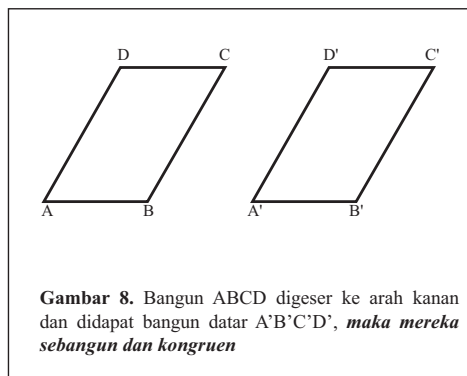 D C D' C'
A B A' B'
Gambar 8. Bangun ABCD digeser ke arah kanan
dan didapat bangun datar A’B’C’D’, maka mereka
sebangun dan kongruen